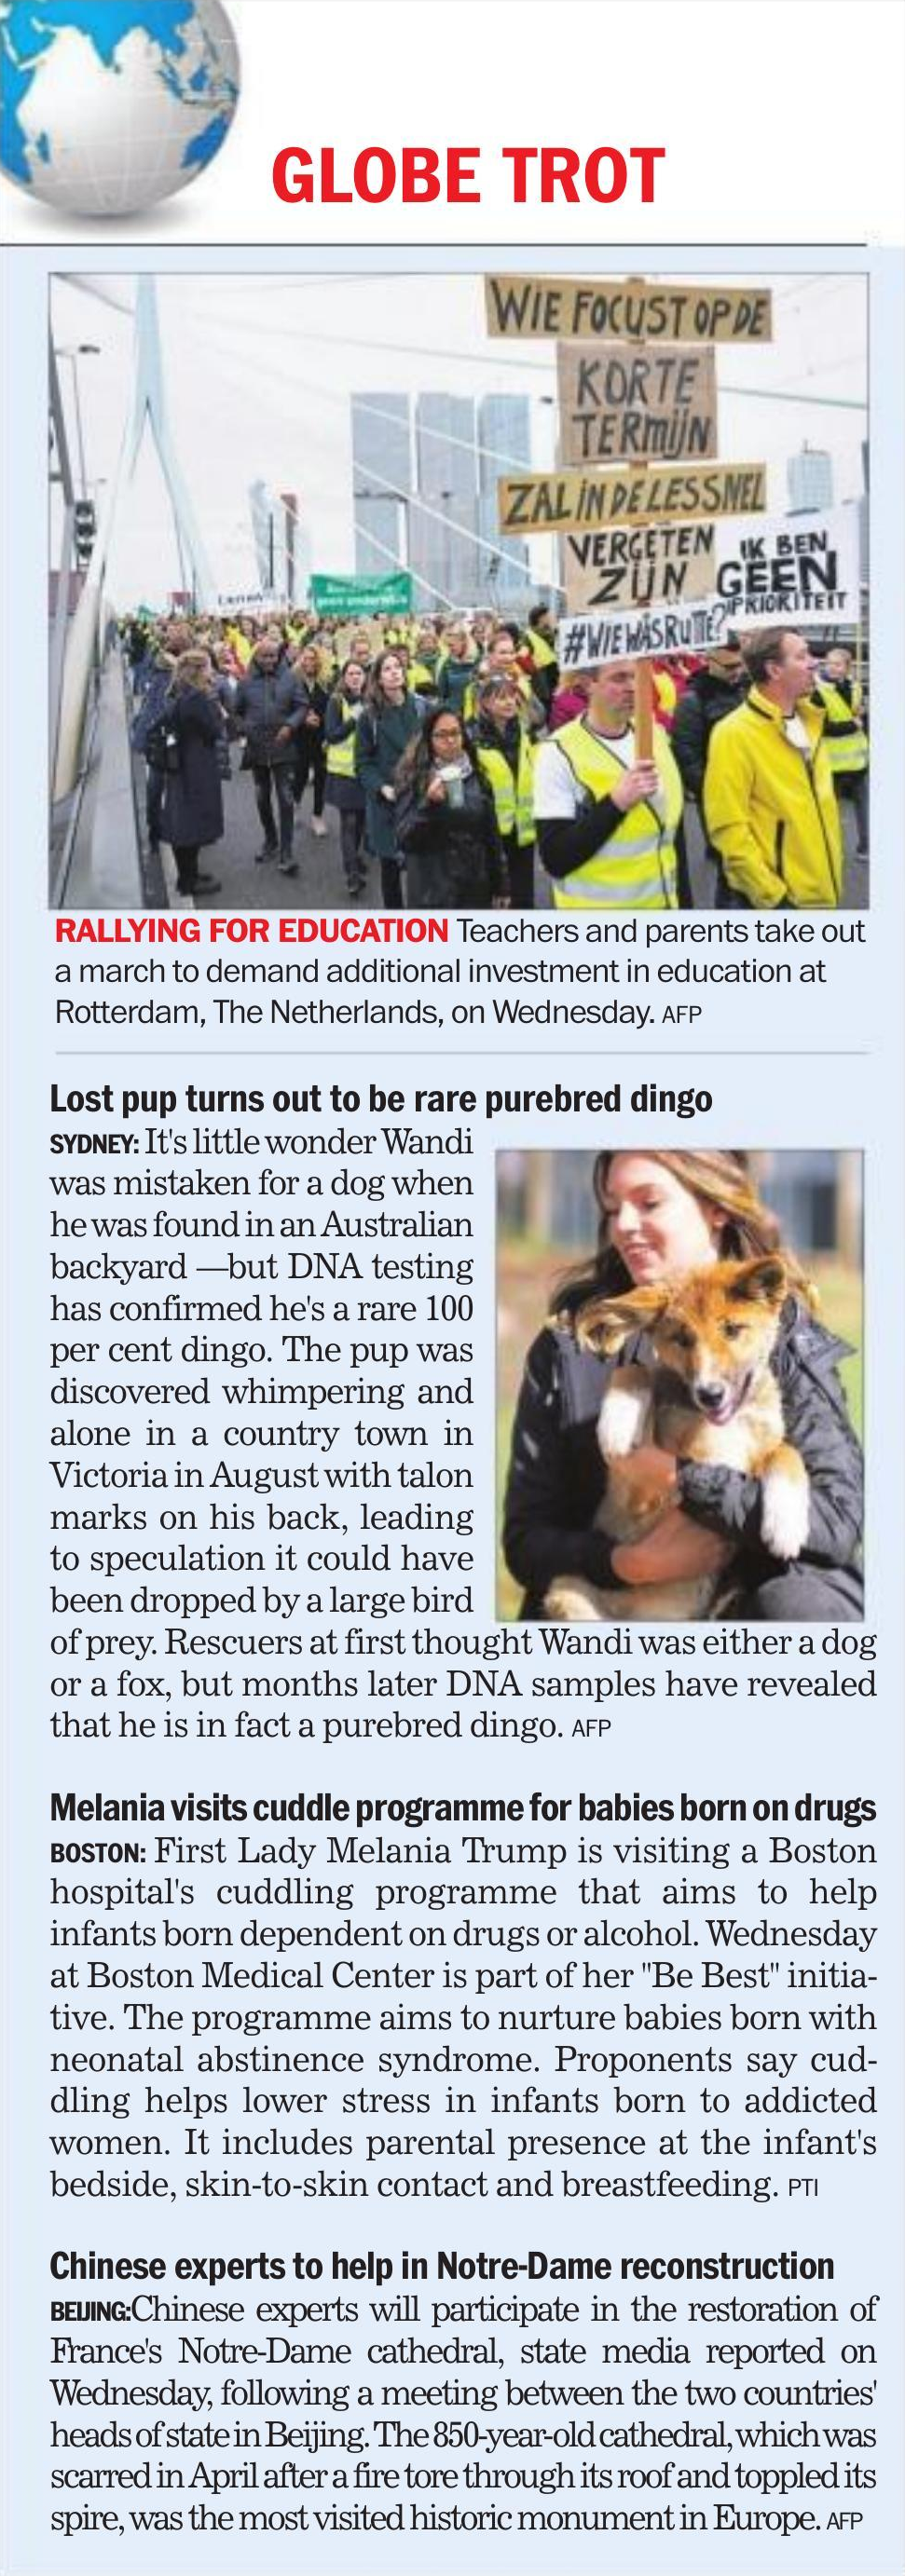 GLOBE TROT
WIE FOCUST OP DE
KORTE
TERMIJN
ZAL IN DE LES SNEL
VERGETEN
ZIJN
IK BEN
GEEN
PRIORITEIT
#WIEWASRUTTE?
RALLYING FOR EDUCATION Teachers and parents take out
a march to demand additional investment in education at
Rotterdam, The Netherlands, on Wednesday. AFP
Lost pup turns out to be rare purebred dingo
SYDNEY: It's little wonder Wandi
was mistaken for a dog when
he was found in an Australian
backyard —but DNA testing
has confirmed he's a rare 100
per cent dingo. The pup was
discovered whimpering and
alone in a country town in
Victoria in August with talon
marks on his back, leading
to speculation it could have
been dropped by a large bird
of prey. Rescuers at first thought Wandi was either a dog
or a fox, but months later DNA samples have revealed
that he is in fact a purebred dingo. AFP
Melania visits cuddle programme for babies born on drugs
BOSTON: First Lady Melania Trump is visiting a Boston
hospital's cuddling programme that aims to help
infants born dependent on drugs or alcohol. Wednesday
at Boston Medical Center is part of her "Be Best" initia-
tive. The programme aims to nurture babies born with
neonatal abstinence syndrome. Proponents say cud-
dling helps lower stress in infants born to addicted
women. It includes parental presence at the infant's
bedside, skin-to-skin contact and breastfeeding. PTI
Chinese experts to help in Notre-Dame reconstruction
BEIJING:Chinese experts will participate in the restoration of
France's Notre-Dame cathedral, state media reported on
Wednesday, following a meeting between the two countries'
heads of state in Beijing. The 850-year-old cathedral, which was
scarred in April after a fire tore through its roof and toppled its
spire, was the most visited historic monument in Europe. AFP